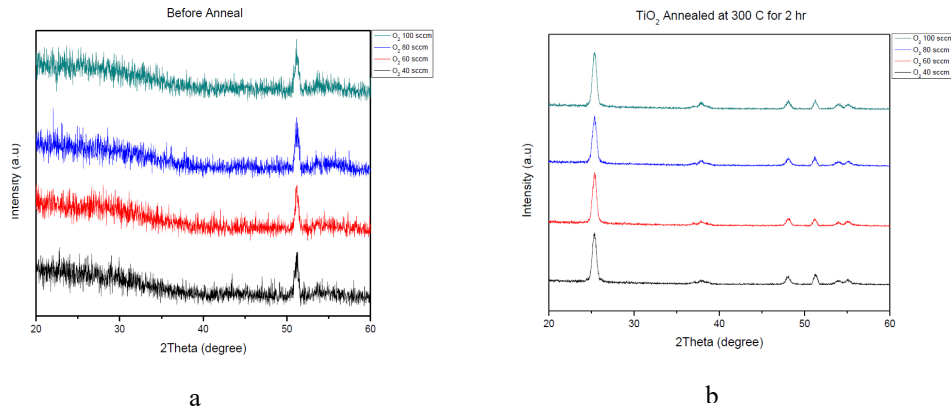 Before Anneal
O₂ 100 sccm
O₂ 80 sccm
O₂ 60 sccm
O₂ 40 sccm
intensity (a.u)
20 30 40 50 60
2Theta (degree)
a
TiO₂ Annealed at 300 C for 2 hr
O₂ 100 sccm
O₂ 80 sccm
O₂ 60 sccm
O₂ 40 sccm
Intensity (a.u)
20 30 40 50 60
2Theta (degree)
b